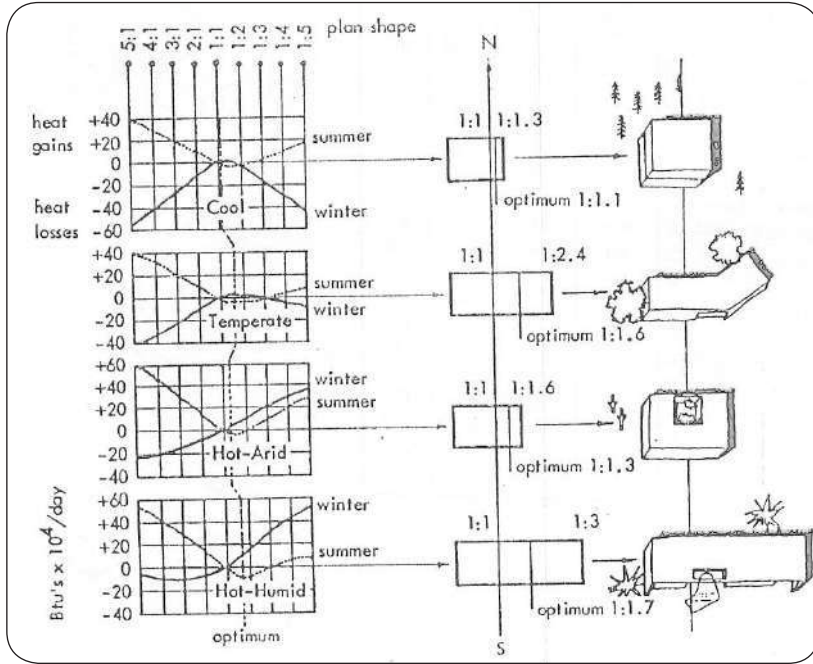 5:1 4:1 3:1 2:1 1:1 1:2 1:3 1:4 1:5 plan shape
heat gains
heat losses
+40
+20
0
-20
-40
-60
summer
winter
Cool
+40
+20
0
-20
-40
summer
winter
Temperate
+60
+40
+20
0
-20
-40
winter
summer
Hot-Arid
+60
+40
+20
0
-20
-40
winter
summer
Hot-Humid
optimum
Btu's x 10⁴/day
N
1:1 1:1.3
optimum 1:1.1
1:1 1:2.4
optimum 1:1.6
1:1 1:1.6
optimum 1:1.3
1:1 1:3
optimum 1:1.7
S